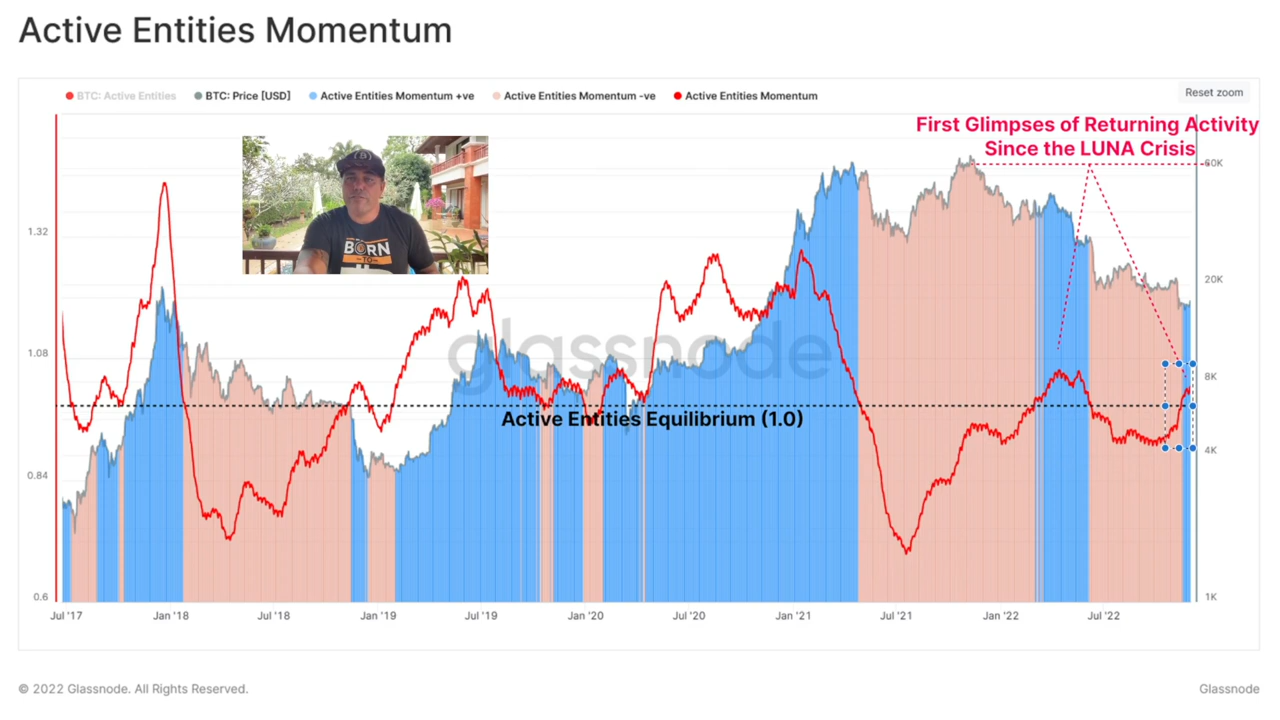 Active Entities Momentum
BTC: Active Entities
BTC: Price [USD]
Active Entities Momentum +ve
Active Entities Momentum -ve
Active Entities Momentum
Reset zoom
First Glimpses of Returning Activity
Since the LUNA Crisis
1.32
1.08
0.84
0.6
20K
8K
4K
1K
BORN
TO
glassnode
Active Entities Equilibrium (1.0)
Jul '17
Jan '18
Jul '18
Jan '19
Jul '19
Jan '20
Jul '20
Jan '21
Jul '21
Jan '22
Jul '22
© 2022 Glassnode. All Rights Reserved.
Glassnode